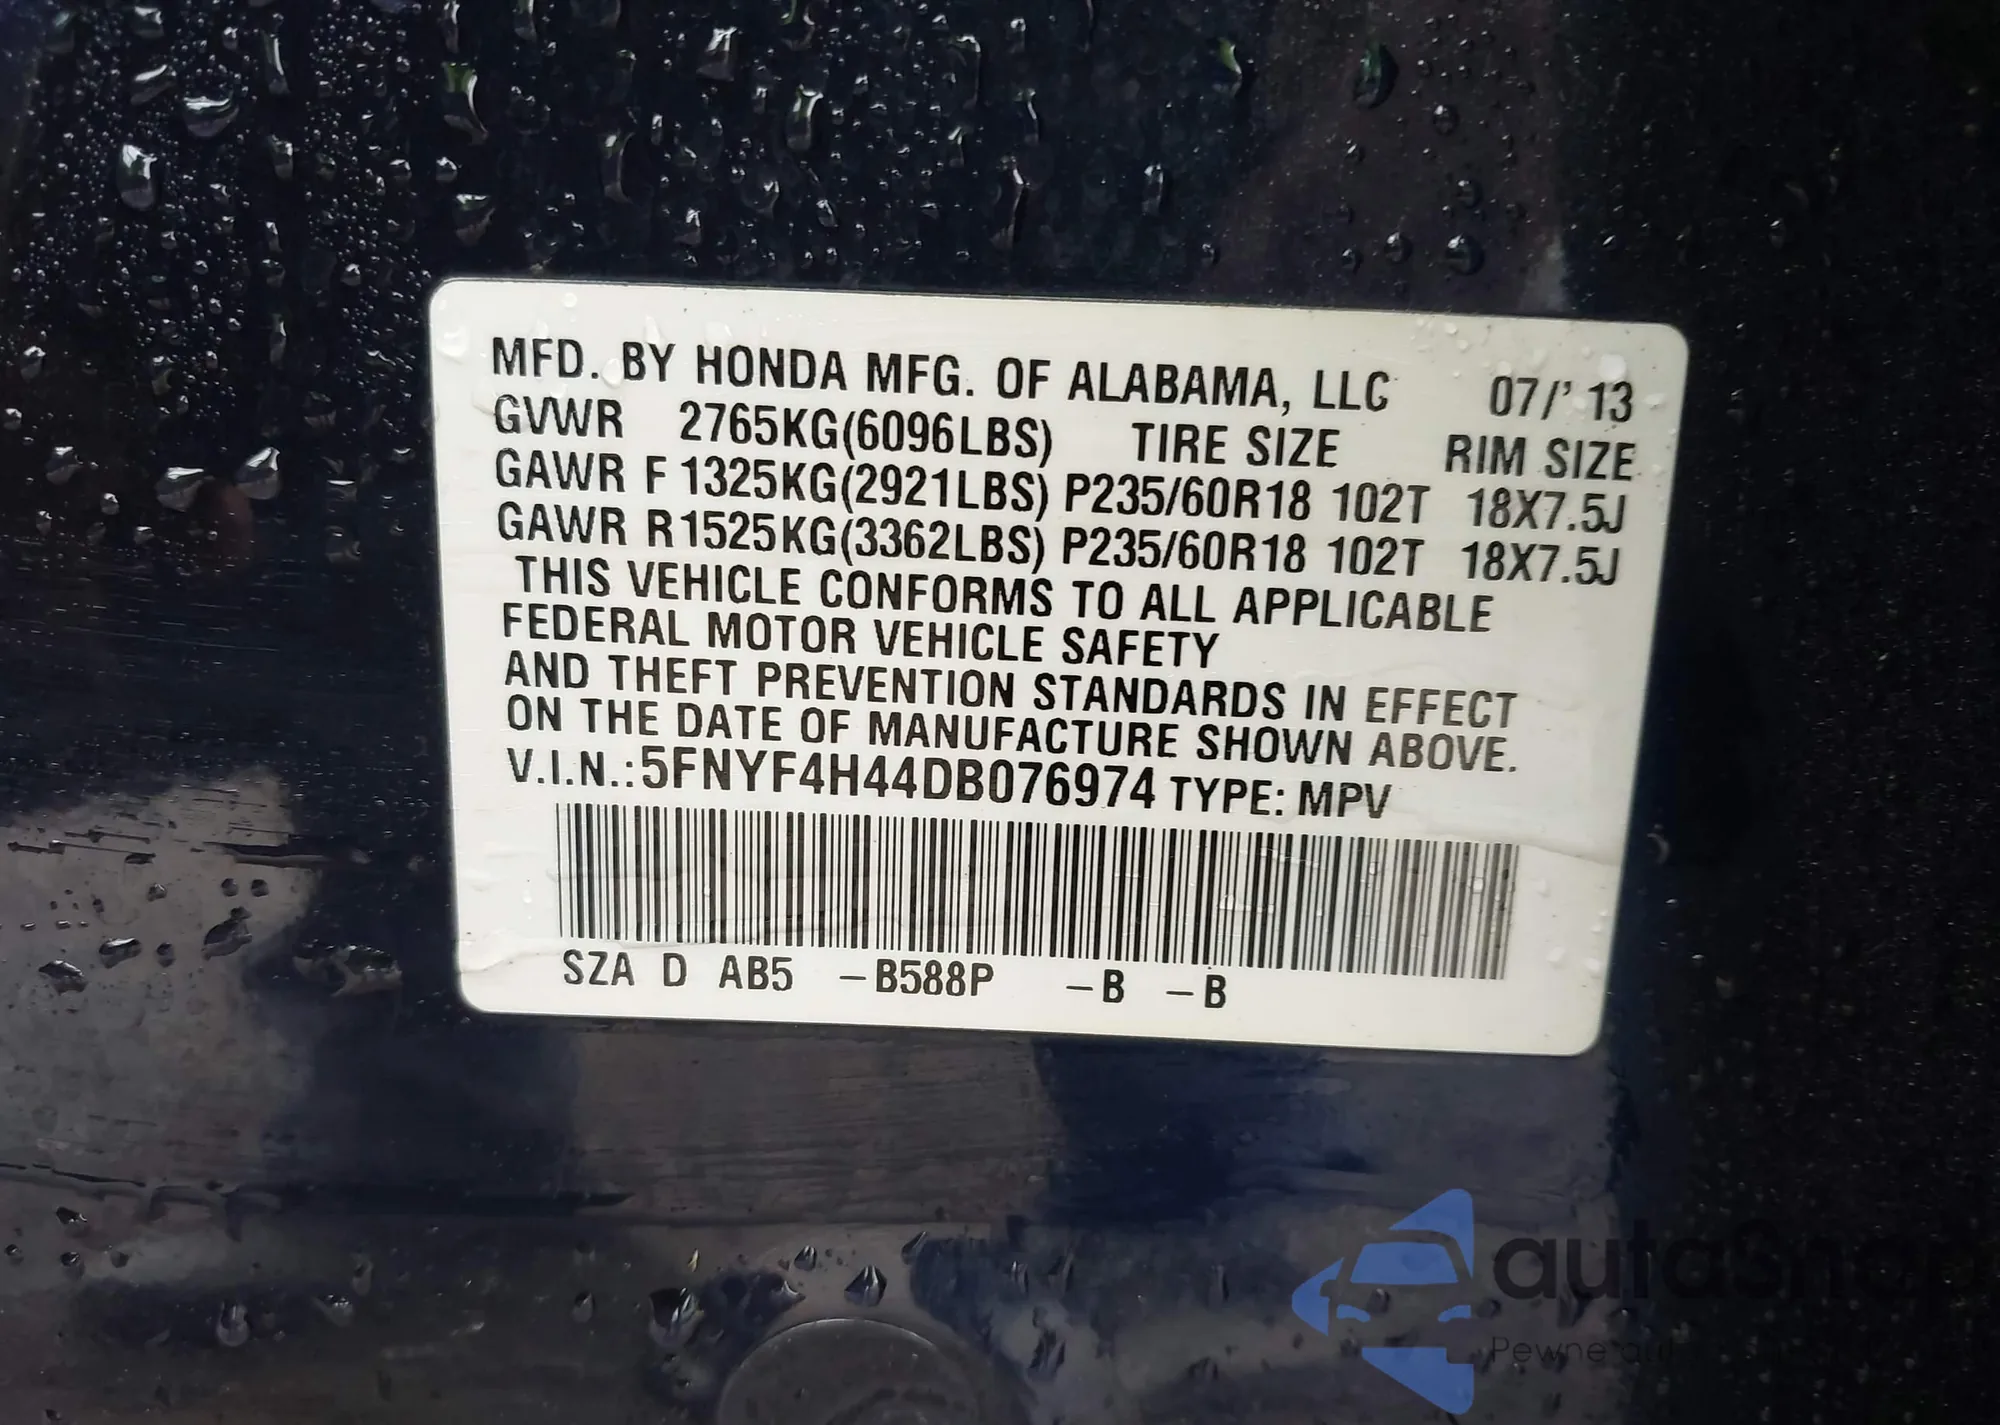 MFD. BY HONDA MFG. OF ALABAMA, LLC 07/' 13
GVWR 2765KG(6096LBS) TIRE SIZE RIM SIZE
GAWR F 1325KG(2921LBS) P235/60R18 102T 18X7.5J
GAWR R1525KG(3362LBS) P235/60R18 102T 18X7.5J
THIS VEHICLE CONFORMS TO ALL APPLICABLE
FEDERAL MOTOR VEHICLE SAFETY
AND THEFT PREVENTION STANDARDS IN EFFECT
ON THE DATE OF MANUFACTURE SHOWN ABOVE.
V.I.N.:5FNYF4H44DB076974 TYPE: MPV
SZA D AB5 -B588P -B -B
Pewne